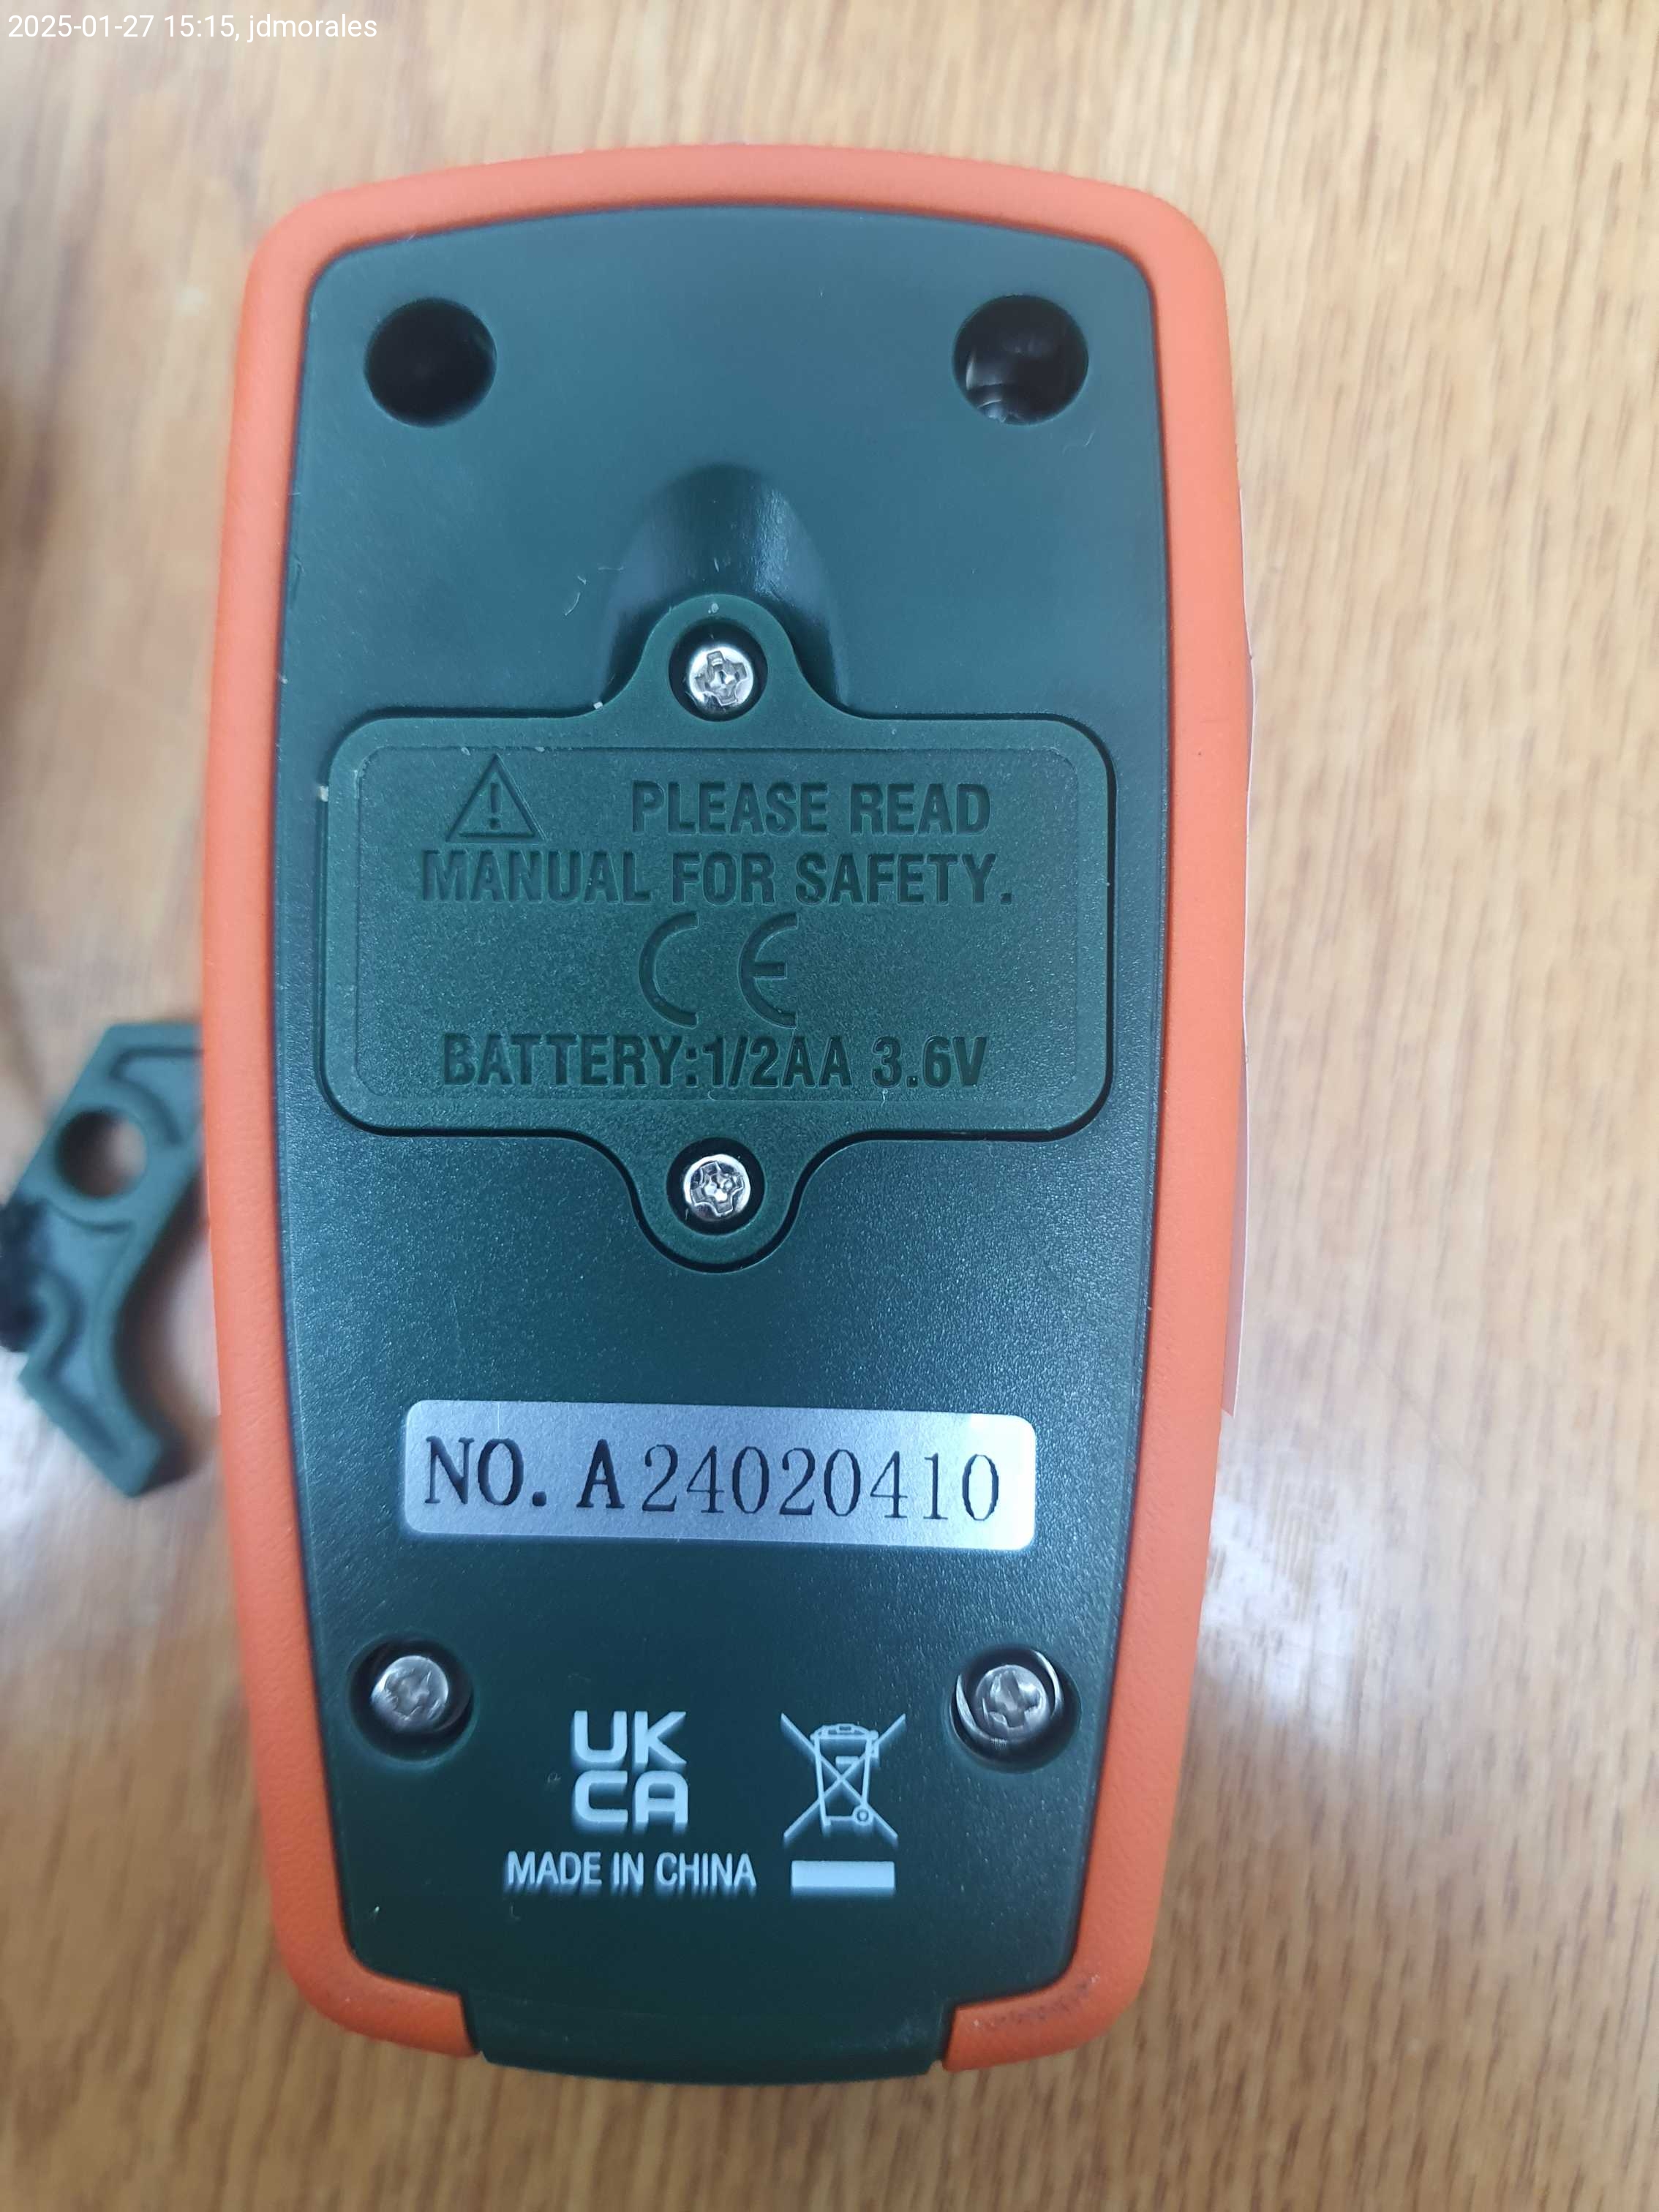 2025-01-27 15:15, jdmorales
PLEASE READ
MANUAL FOR SAFETY.
CE
BATTERY:1/2AA 3.6V
NO. A24020410
UK
CA
MADE IN CHINA